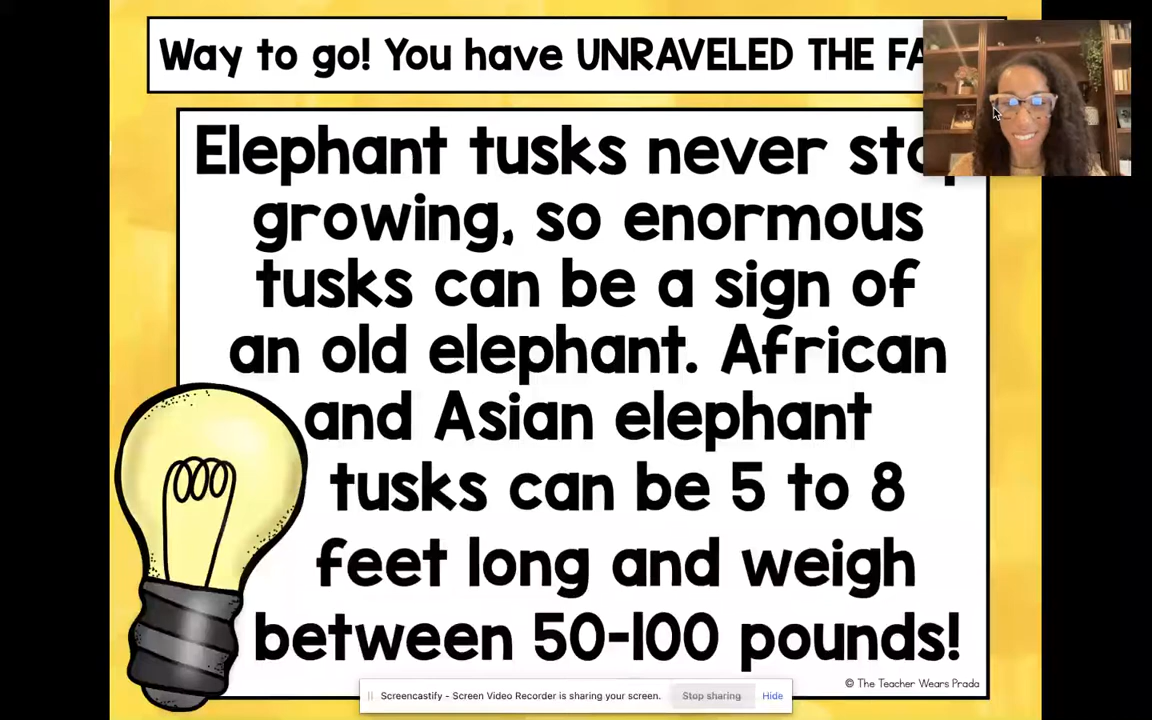 Way to go! You have UNRAVELED THE
Elephant tusks never
growing, so enormous
tusks can be a sign of
an old elephant. African
and Asian elephant
tusks can be 5 to 8
feet long and weigh
between 50-100 pounds!
© The Teacher Wears Prada
Screencastify - Screen Video Recorder is sharing your screen. Stop sharing Hide